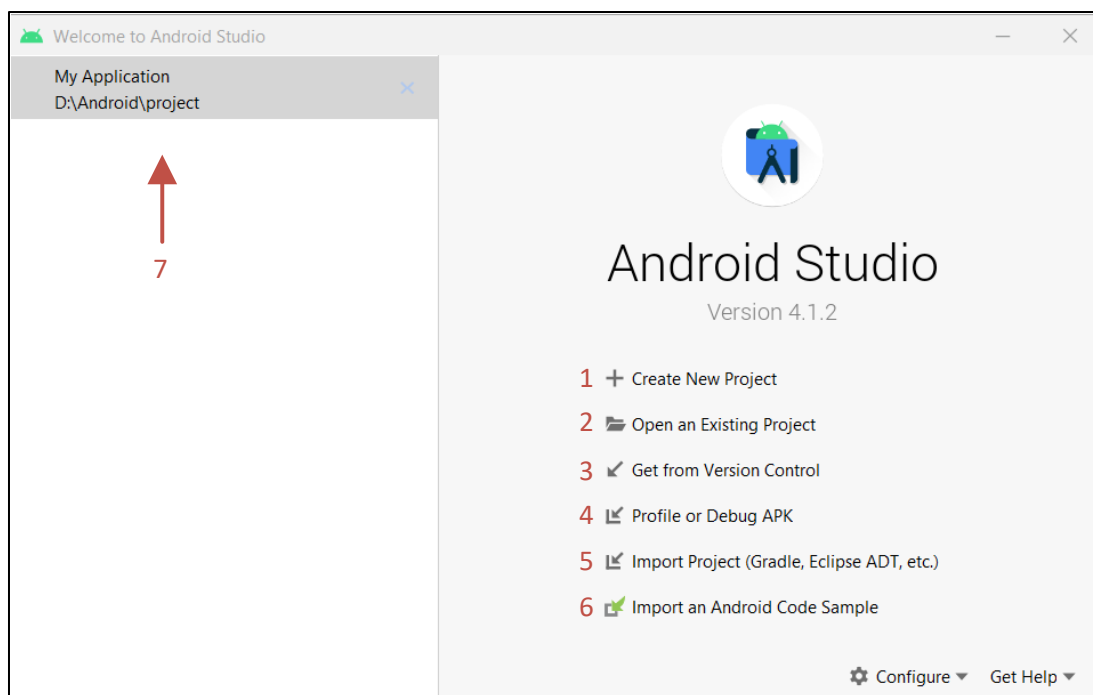 Welcome to Android Studio
My Application
D:\Android\project
7
Android Studio
Version 4.1.2
1 Create New Project
2 Open an Existing Project
3 Get from Version Control
4 Profile or Debug APK
5 Import Project (Gradle, Eclipse ADT, etc.)
6 Import an Android Code Sample
Configure Get Help